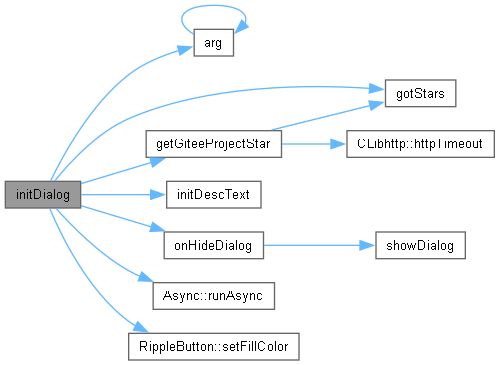 arg
gotStars
getGiteeProjectStar
CLibhttp::httpTimeout
initDialog
initDescText
onHideDialog
showDialog
Async::runAsync
RippleButton::setFillColor